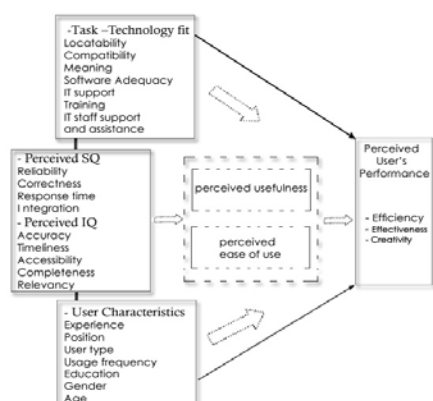 -Task –Technology fit
Locatability
Compatibility
Meaning
Software Adequacy
IT support
Training
IT staff support
and assistance
- Perceived SQ
Reliability
Correctness
Response time
Integration
- Perceived IQ
Accuracy
Timeliness
Accessibility
Completeness
Relevancy
- User Characteristics
Experience
Position
User type
Usage frequency
Education
Gender
Age
perceived usefulness
perceived
ease of use
Perceived
User's
Performance
- Efficiency
- Effectiveness
- Creativity